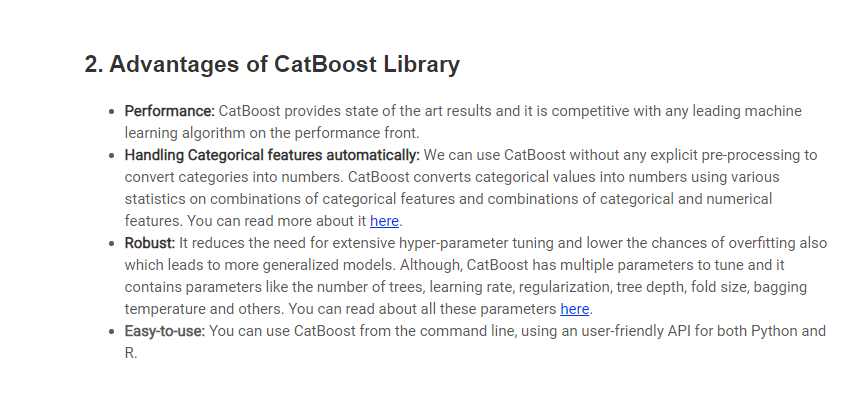 2. Advantages of CatBoost Library
• Performance: CatBoost provides state of the art results and it is competitive with any leading machine
learning algorithm on the performance front.
• Handling Categorical features automatically: We can use CatBoost without any explicit pre-processing to
convert categories into numbers. CatBoost converts categorical values into numbers using various
statistics on combinations of categorical features and combinations of categorical and numerical
features. You can read more about it here.
• Robust: It reduces the need for extensive hyper-parameter tuning and lower the chances of overfitting also
which leads to more generalized models. Although, CatBoost has multiple parameters to tune and it
contains parameters like the number of trees, learning rate, regularization, tree depth, fold size, bagging
temperature and others. You can read about all these parameters here.
• Easy-to-use: You can use CatBoost from the command line, using an user-friendly API for both Python and
R.